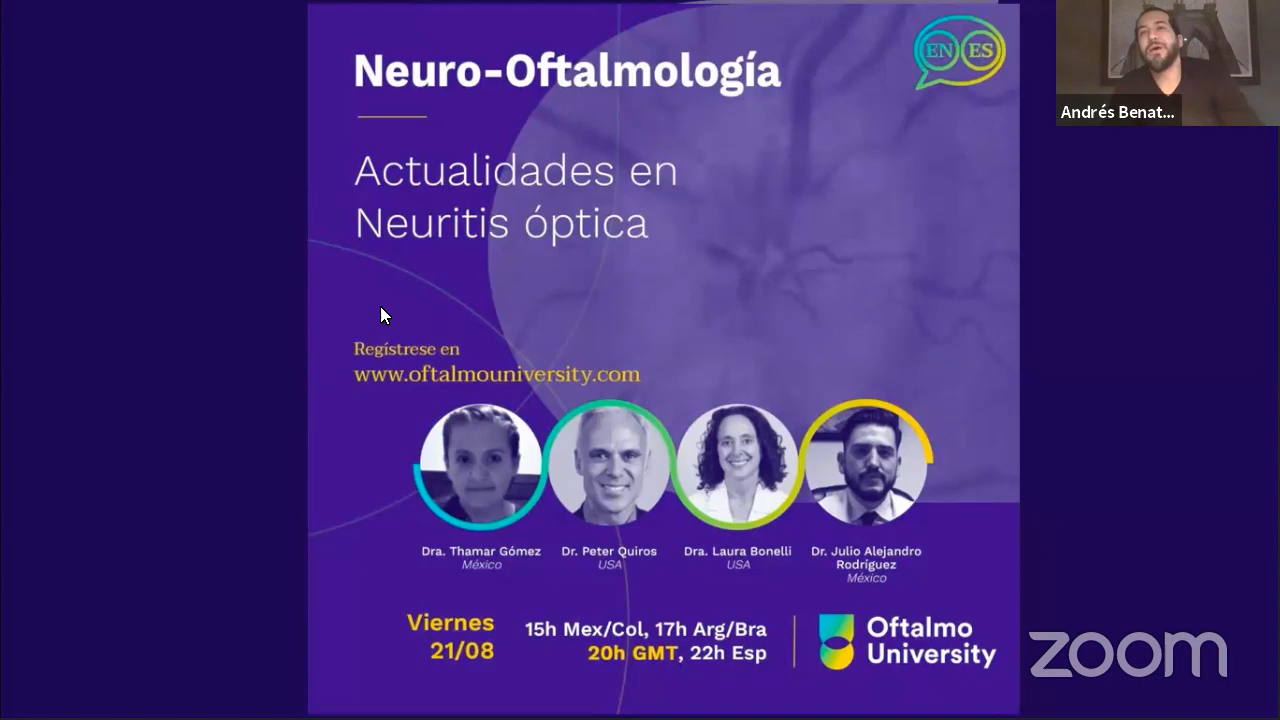 Neuro-Oftalmología
EN ES
Actualidades en
Neuritis óptica
Regístrese en
www.oftalmouniversity.com
Dra. Thamar Gómez
México
Dr. Peter Quiros
USA
Dra. Laura Bonelli
USA
Dr. Julio Alejandro
Rodríguez
México
Viernes
21/08
15h Mex/Col, 17h Arg/Bra
20h GMT, 22h Esp
Oftalmo
University
Andrés Benat...
zoom